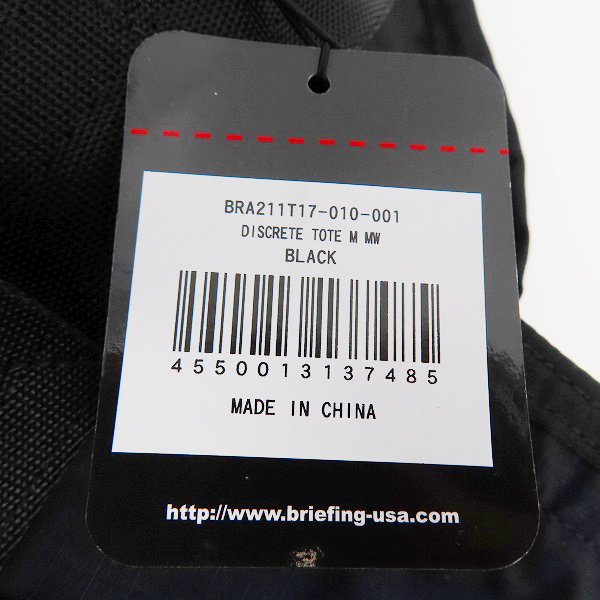 BRA211T17-010-001
DISCRETE TOTE M MW
BLACK
4550013137485
MADE IN CHINA
http://www.briefing-usa.com